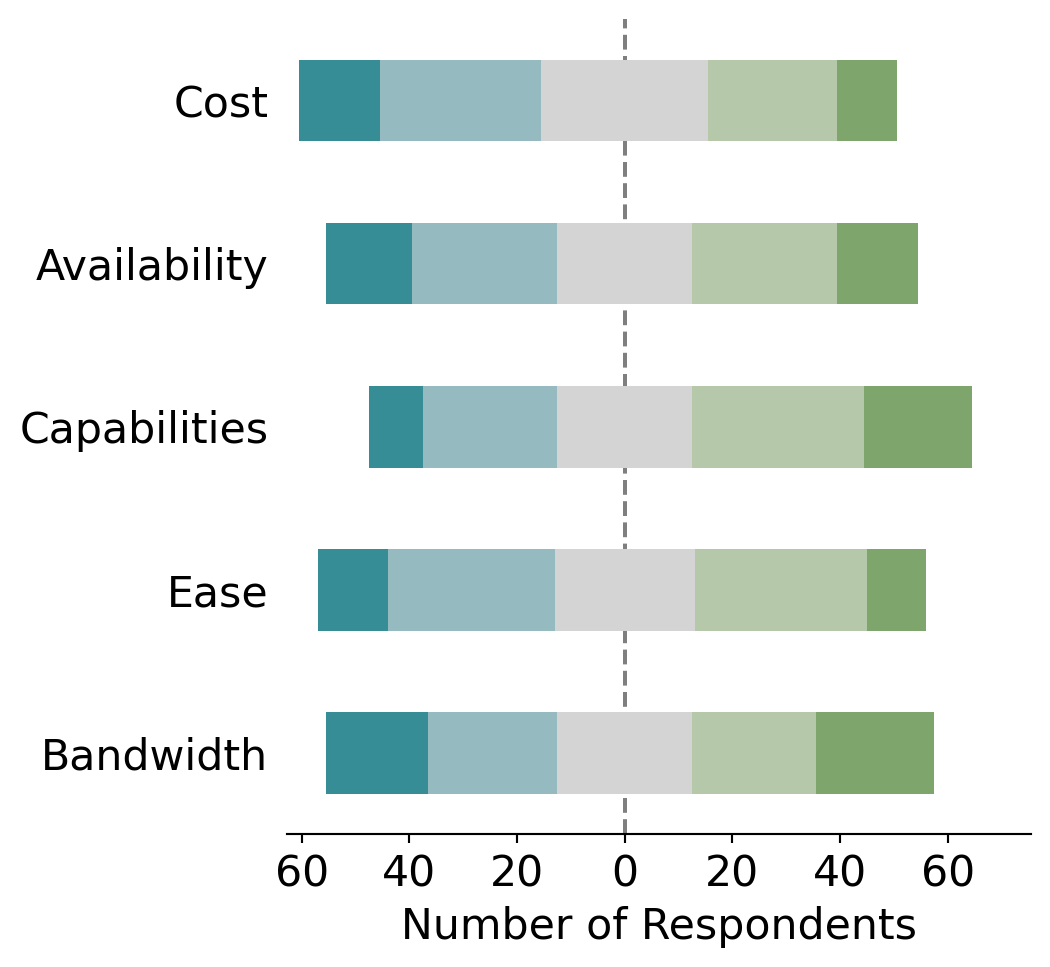 Cost
Availability
Capabilities
Ease
Bandwidth
60 40 20 0 20 40 60
Number of Respondents